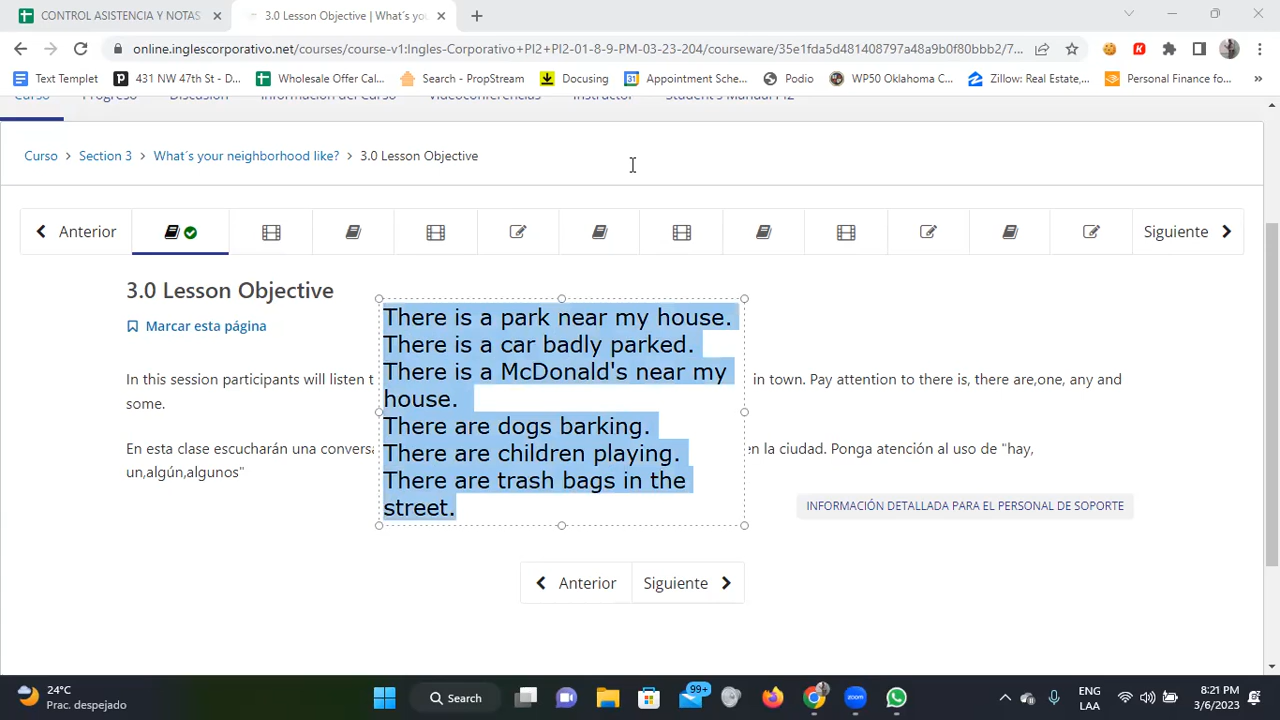 CONTROL ASISTENCIA Y NOTAS
3.0 Lesson Objective | What´s yo
online.inglescorporativo.net/courses/course-v1:Ingles-Corporativo+PI2+PI2-01-8-9-PM-03-23-204/courseware/35e1fda5d481408797a48a9b0f80bbb2/7...
Text Templet
431 NW 47th St - D...
Wholesale Offer Cal...
Search - PropStream
Docusing
Appointment Sche...
Podio
WP50 Oklahoma C...
Zillow: Real Estate,...
Personal Finance fo...
»
Curso Progreso Discusión Información del Curso Videoconferencias Instructor Student's Manual PI2
Curso > Section 3 > What´s your neighborhood like? > 3.0 Lesson Objective
Anterior
Siguiente
3.0 Lesson Objective
Marcar esta página
There is a park near my house.
There is a car badly parked.
There is a McDonald's near my
house.
There are dogs barking.
There are children playing.
There are trash bags in the
street.
In this session participants will listen t
in town. Pay attention to there is, there are,one, any and
some.
En esta clase escucharán una conversa
en la ciudad. Ponga atención al uso de "hay,
un,algún,algunos"
INFORMACIÓN DETALLADA PARA EL PERSONAL DE SOPORTE
Anterior
Siguiente
24°C
Prac. despejado
Search
99+
ENG
LAA
8:21 PM
3/6/2023